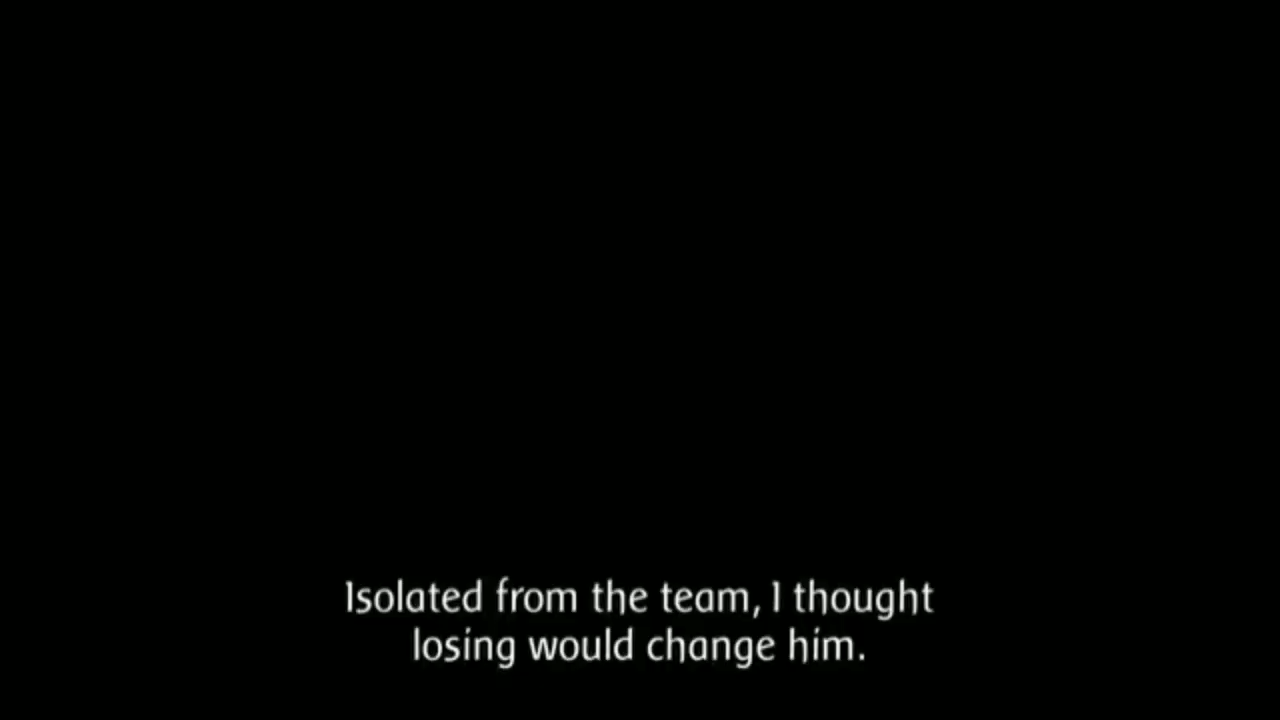 Isolated from the team, I thought
losing would change him.